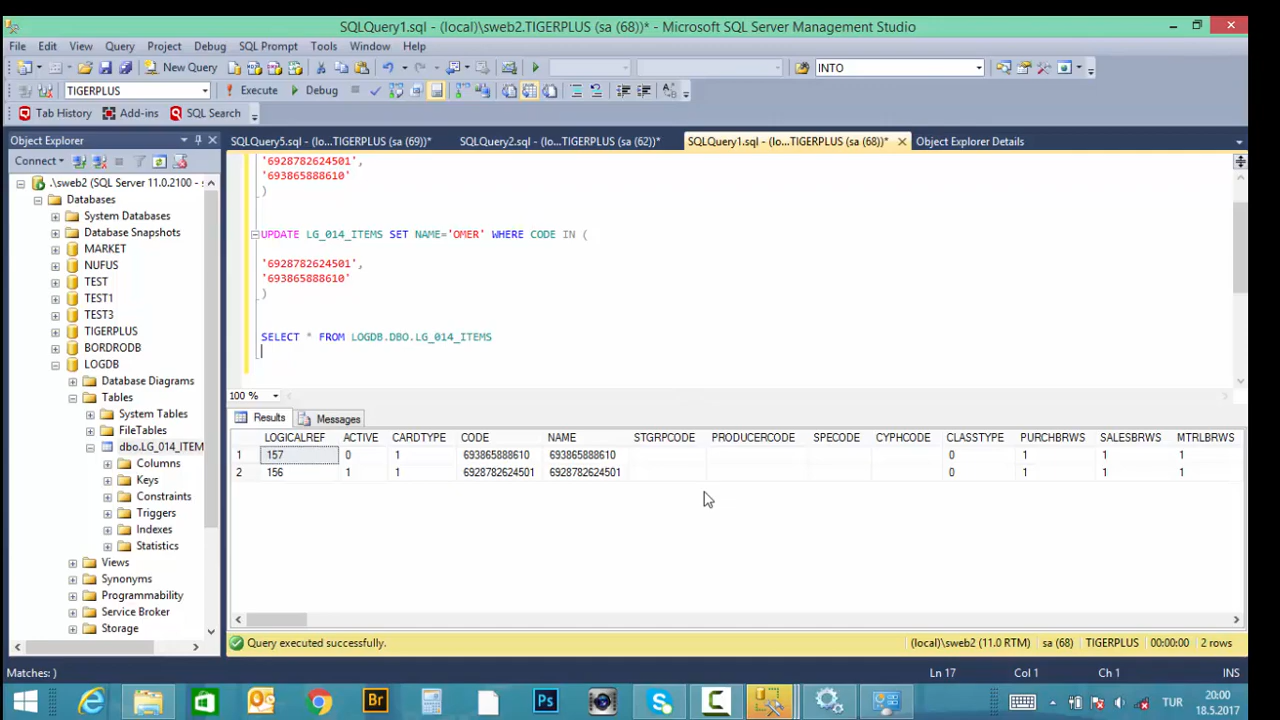 SQLQuery1.sql - (local)\sweb2.TIGERPLUS (sa (68))* - Microsoft SQL Server Management Studio
File Edit View Query Project Debug SQL Prompt Tools Window Help
New Query INTO
TIGERPLUS Execute Debug
Tab History Add-ins SQL Search
Object Explorer
SQLQuery5.sql - (lo...TIGERPLUS (sa (69))* SQLQuery2.sql - (lo...TIGERPLUS (sa (62))* SQLQuery1.sql - (lo...TIGERPLUS (sa (68))* Object Explorer Details
Connect
.\sweb2 (SQL Server 11.0.2100 - s
Databases
System Databases
Database Snapshots
MARKET
NUFUS
TEST
TEST1
TEST3
TIGERPLUS
BORDRODB
LOGDB
Database Diagrams
Tables
System Tables
FileTables
dbo.LG_014_ITEM
Columns
Keys
Constraints
Triggers
Indexes
Statistics
Views
Synonyms
Programmability
Service Broker
Storage
'6928782624501',
'693865888610'
)
UPDATE LG_014_ITEMS SET NAME='OMER' WHERE CODE IN (
'6928782624501',
'693865888610'
)
SELECT * FROM LOGDB.DBO.LG_014_ITEMS
100 %
Results Messages
LOGICALREF ACTIVE CARDTYPE CODE NAME STGRPCODE PRODUCERCODE SPECODE CYPHCODE CLASSTYPE PURCHBRWS SALESBRWS MTRLBRWS
1 157 0 1 693865888610 693865888610 0 1 1 1
2 156 1 1 6928782624501 6928782624501 0 1 1 1
Query executed successfully. (local)\sweb2 (11.0 RTM) sa (68) TIGERPLUS 00:00:00 2 rows
Matches: ) Ln 17 Col 1 Ch 1 INS
Br Ps TUR 20:00
18.5.2017